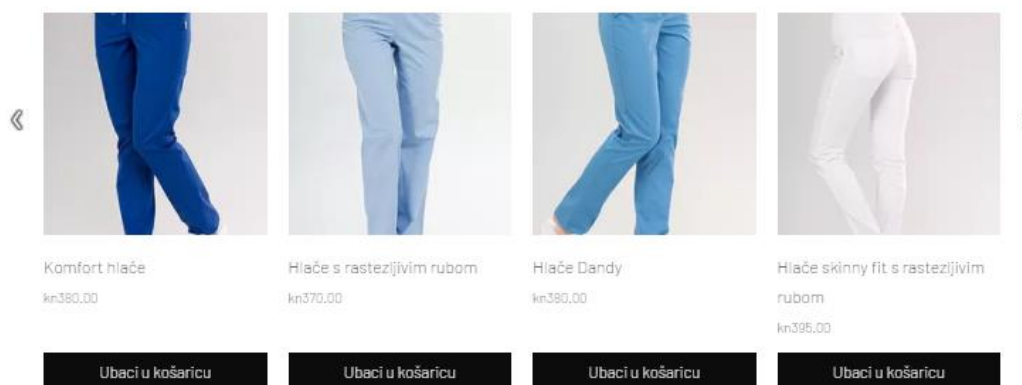 Komfort hlače
kn380.00
Ubaci u košaricu
Hlače s rastezljivim rubom
kn370.00
Ubaci u košaricu
Hlače Dandy
kn380.00
Ubaci u košaricu
Hlače skinny fit s rastezljivim
rubom
kn395.00
Ubaci u košaricu